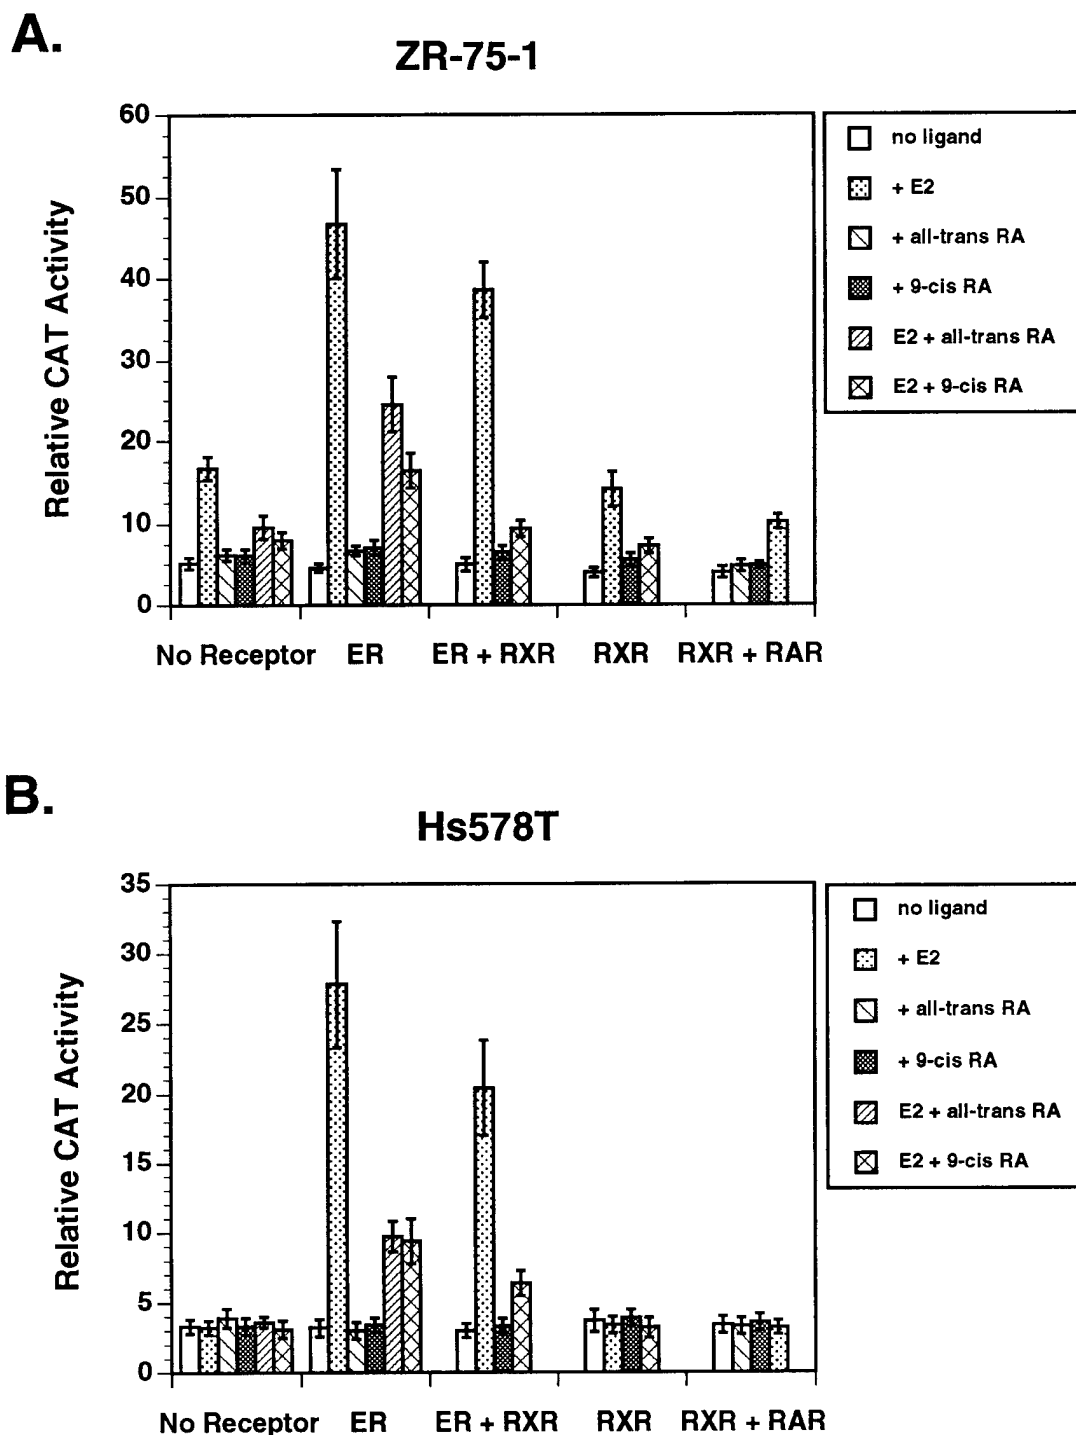 A.
ZR-75-1
Relative CAT Activity
60
50
40
30
20
10
0
No Receptor ER ER + RXR RXR RXR + RAR
no ligand
+ E2
+ all-trans RA
+ 9-cis RA
E2 + all-trans RA
E2 + 9-cis RA
B.
Hs578T
Relative CAT Activity
35
30
25
20
15
10
5
0
No Receptor ER ER + RXR RXR RXR + RAR
no ligand
+ E2
+ all-trans RA
+ 9-cis RA
E2 + all-trans RA
E2 + 9-cis RA